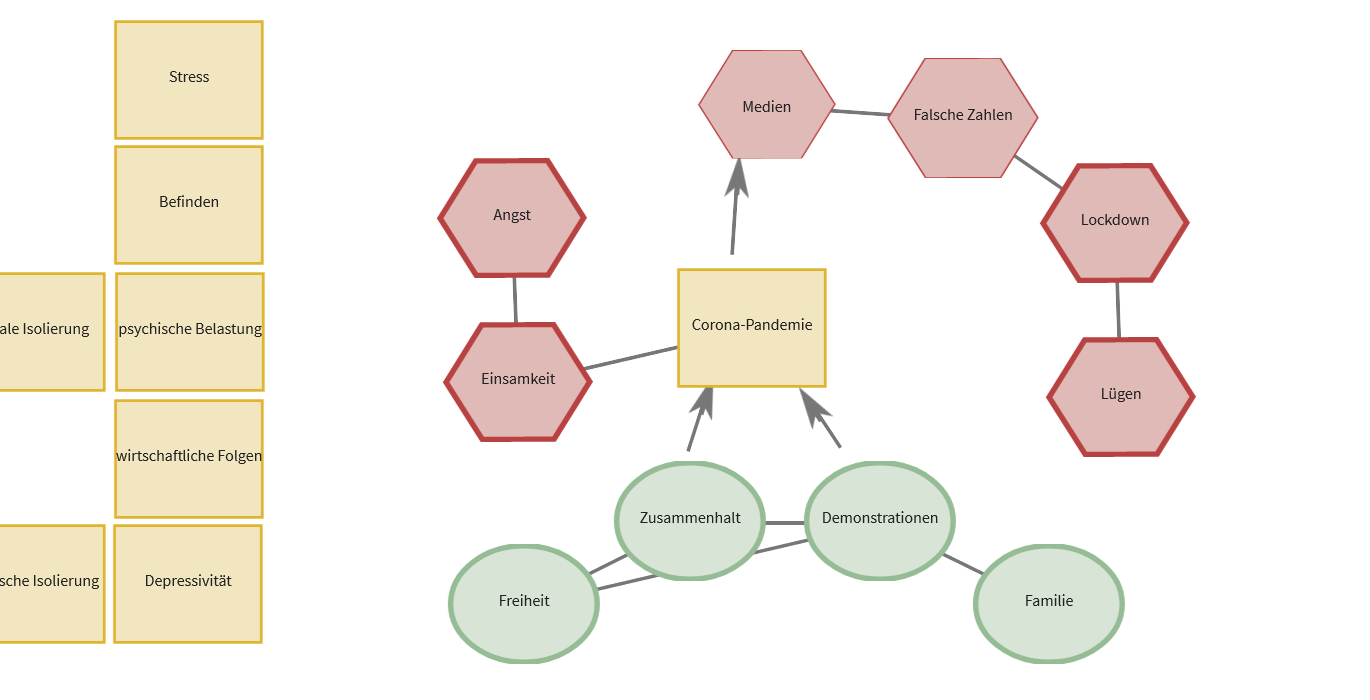 Stress
Befinden
ale Isolierung
psychische Belastung
wirtschaftliche Folgen
sche Isolierung
Depressivität
Medien
Falsche Zahlen
Angst
Lockdown
Corona-Pandemie
Einsamkeit
Lügen
Zusammenhalt
Demonstrationen
Freiheit
Familie